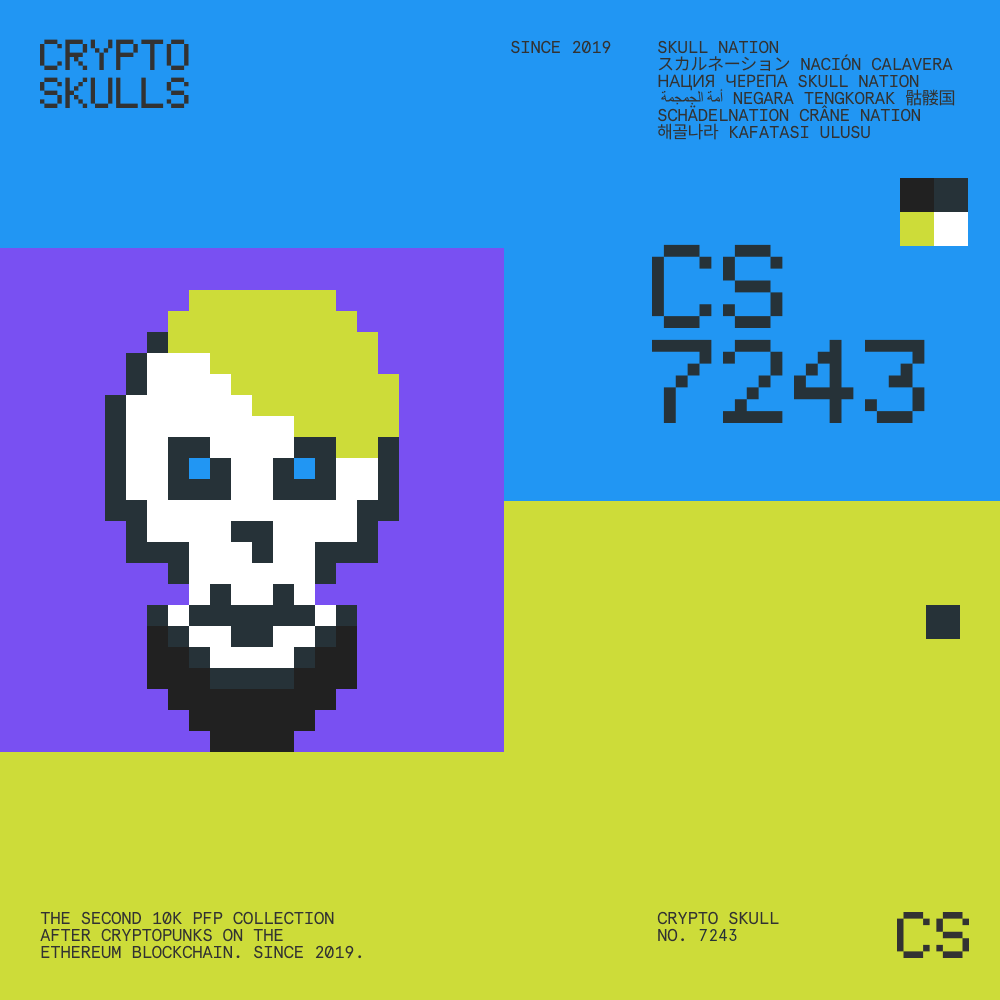 CRYPTO
SKULLS
SINCE 2019
SKULL NATION
スカルネーション NACIÓN CALAVERA
НАЦИЯ ЧЕРЕПА SKULL NATION
أمة الجمجمة NEGARA TENGKORAK 骷髅国
SCHÄDELNATION CRÂNE NATION
해골나라 KAFATASI ULUSU
CS
7243
THE SECOND 10K PFP COLLECTION
AFTER CRYPTOPUNKS ON THE
ETHEREUM BLOCKCHAIN. SINCE 2019.
CRYPTO SKULL
NO. 7243
CS